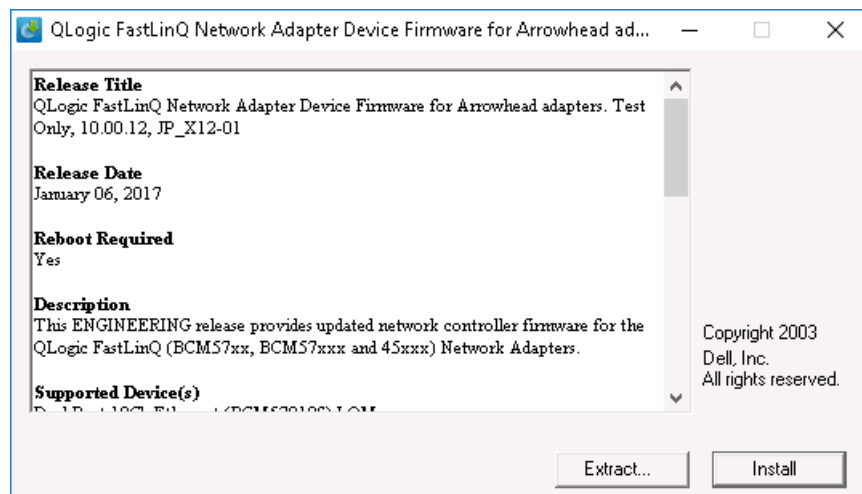 QLogic FastLinQ Network Adapter Device Firmware for Arrowhead ad...
Release Title
QLogic FastLinQ Network Adapter Device Firmware for Arrowhead adapters. Test
Only, 10.00.12, JP_X12-01
Release Date
January 06, 2017
Reboot Required
Yes
Description
This ENGINEERING release provides updated network controller firmware for the
QLogic FastLinQ (BCM57xx, BCM57xxx and 45xxx) Network Adapters.
Supported Device(s)
Copyright 2003
Dell, Inc.
All rights reserved.
Extract...
Install